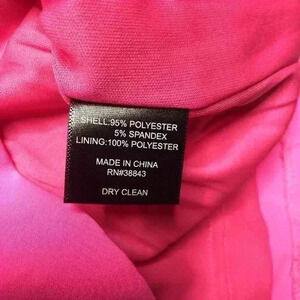 SHELL:95% POLYESTER
5% SPANDEX
LINING:100% POLYESTER
MADE IN CHINA
RN#38843
DRY CLEAN